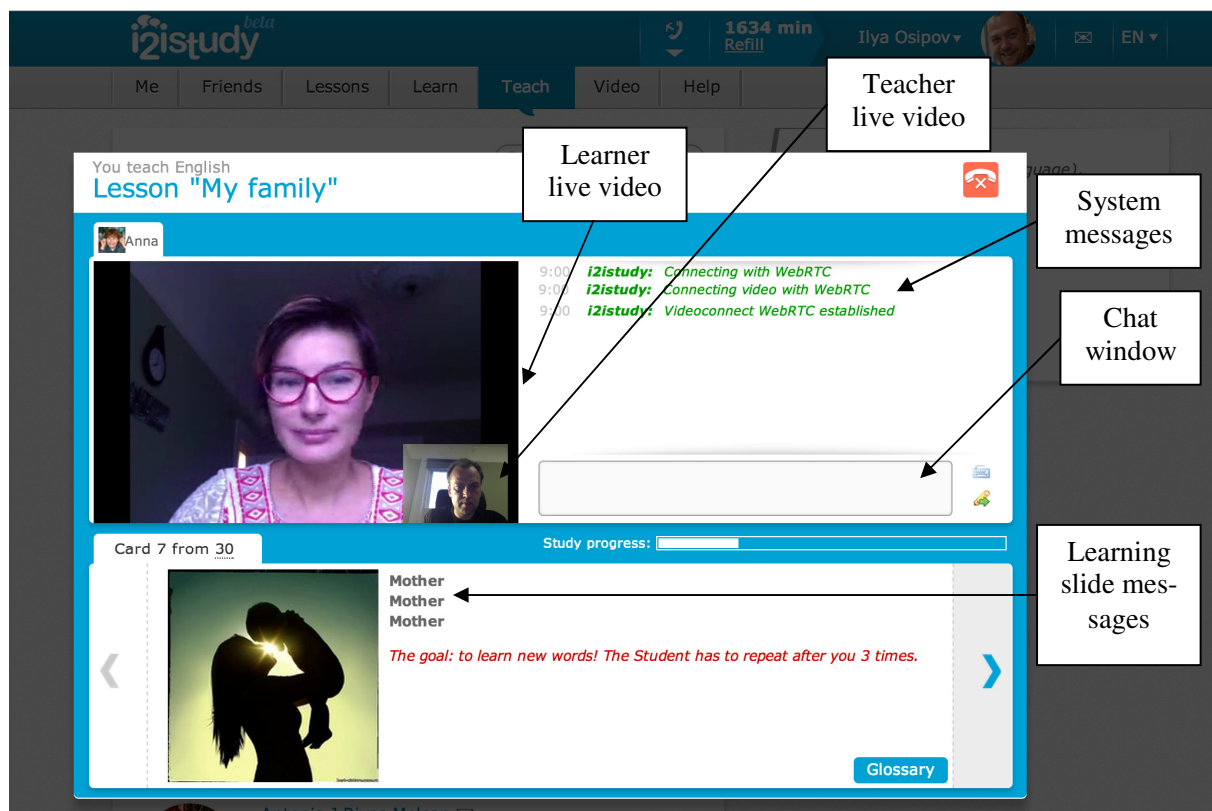 beta
i2istudy
1634 min
Refill
Ilya Osipov
EN
Me Friends Lessons Learn Teach Video Help
Teacher
live video
Learner
live video
guage).
You teach English
Lesson "My family"
System
messages
Anna
9:00 i2istudy: Connecting with WebRTC
9:00 i2istudy: Connecting video with WebRTC
9:00 i2istudy: Videoconnect WebRTC established
Chat
window
Card 7 from 30
Study progress:
Learning
slide mes-
sages
Mother
Mother
Mother
The goal: to learn new words! The Student has to repeat after you 3 times.
Glossary